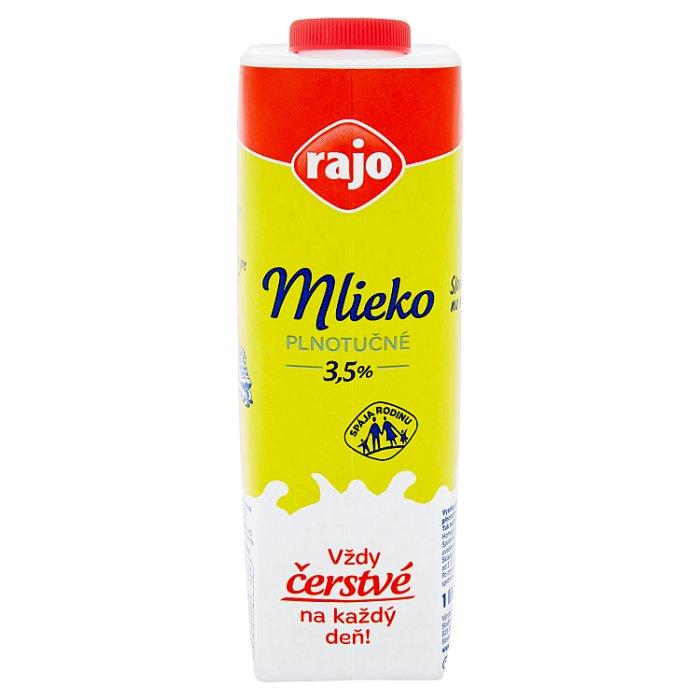 rajo
Mlieko
PLNOTUČNÉ
3,5%
SPÁJA RODINU
Vždy
čerstvé
na každý
deň!